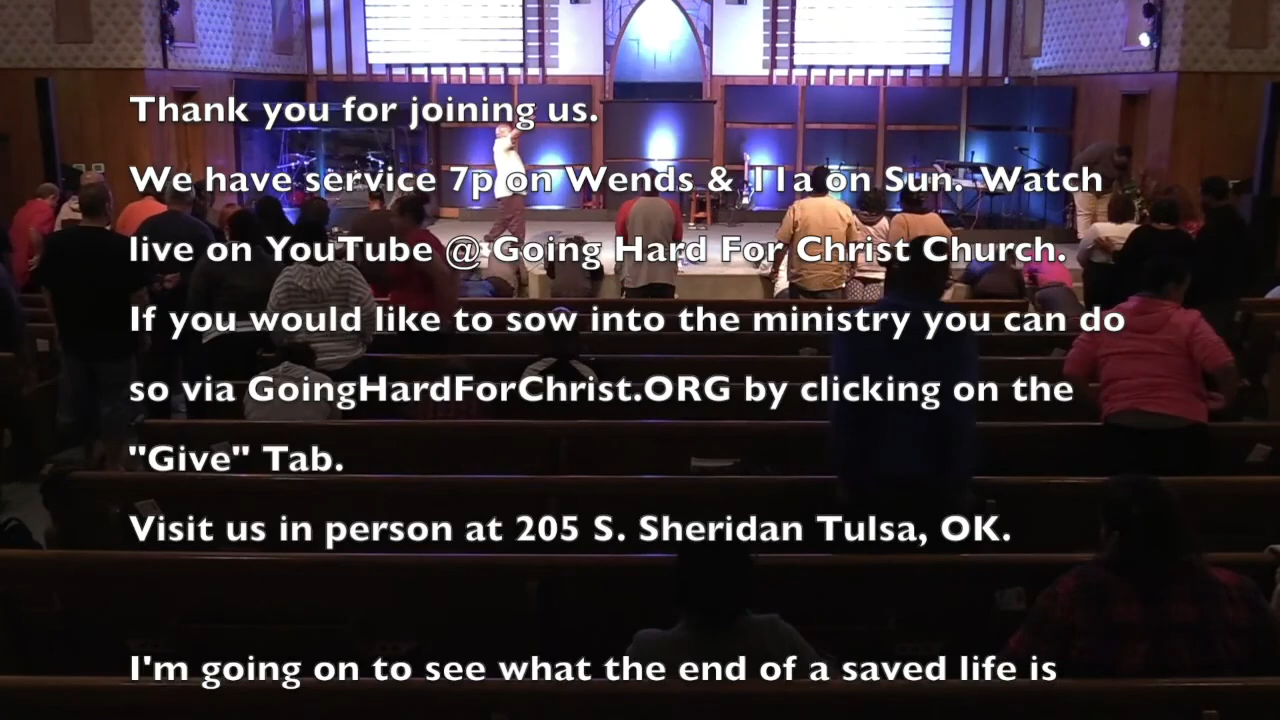 Thank you for joining us.
We have service 7p on Wends & 11a on Sun. Watch
live on YouTube @ Going Hard For Christ Church.
If you would like to sow into the ministry you can do
so via GoingHardForChrist.ORG by clicking on the
"Give" Tab.
Visit us in person at 205 S. Sheridan Tulsa, OK.
I'm going on to see what the end of a saved life is